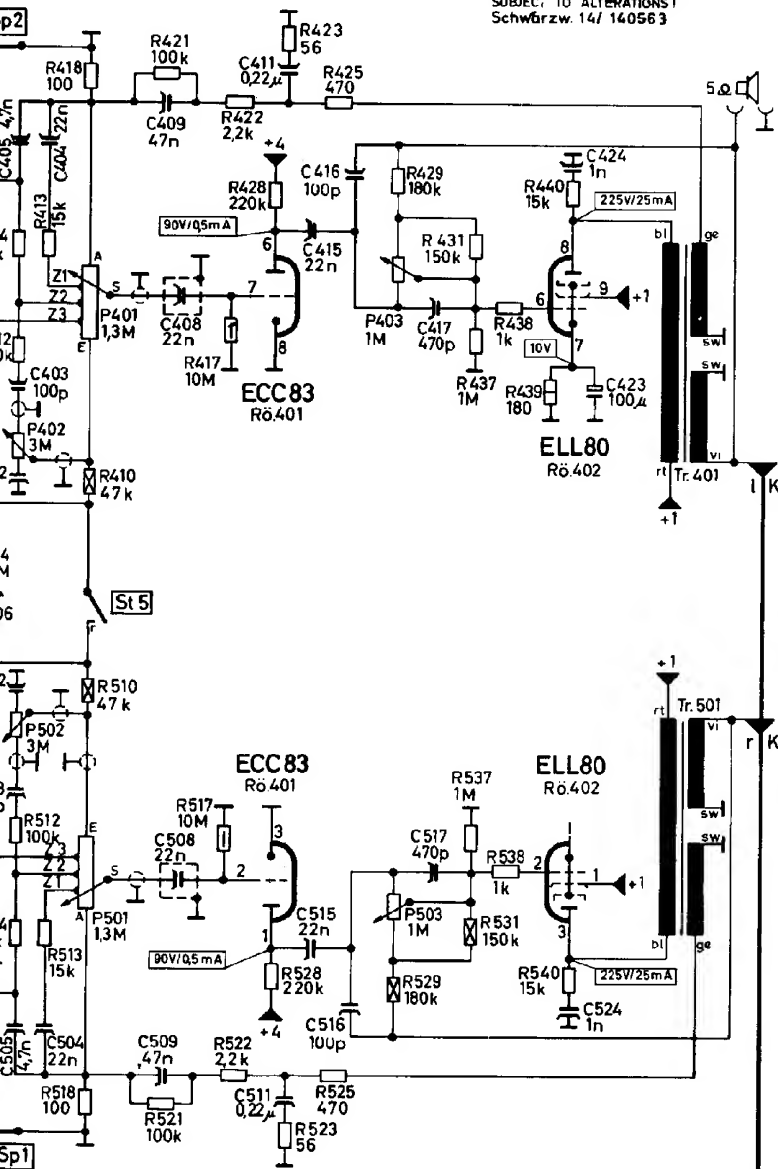 SUBJECT TO ALTERATIONS!
Schwarzw. 14/ 140563
p2
R423
56
R421
100k
C411
0,22µ
R425
470
R418
100
5Ω
C405
4,7n
C404
22n
C409
47n
R422
2,2k
+4
C416
100p
R429
180k
C424
1n
R428
220k
R440
15k
225V/25mA
R413
15k
90V/0,5mA
6
C415
22n
R431
150k
8
bl
ge
A
Z1
Z2
Z3
S
P401
1,3M
E
C408
22n
7
P403
1M
C417
470p
6
R438
1k
9
+1
R417
10M
8
10V
7
sw
sw
C403
100p
ECC83
Rö.401
R437
1M
R439
180
C423
100µ
P402
3M
ELL80
Rö.402
R410
47k
rt
Tr.401
vi
l
K
+1
St 5
r
+1
R510
47k
rt
Tr.501
vi
r
K
P502
3M
ECC83
Rö.401
R537
1M
ELL80
Rö.402
R512
100k
E
R517
10M
3
sw
sw
Z3
Z2
Z1
S
C508
22n
2
C517
470p
R538
1k
2
1
+1
A
P501
1,3M
C515
22n
P503
1M
R531
150k
3
R513
15k
90V/0,5mA
1
bl
ge
R528
220k
R529
180k
R540
15k
225V/25mA
+4
C516
100p
C524
1n
C505
4,7n
C504
22n
C509
47n
R522
2,2k
R518
100
R521
100k
C511
0,22µ
R525
470
R523
56
Sp1